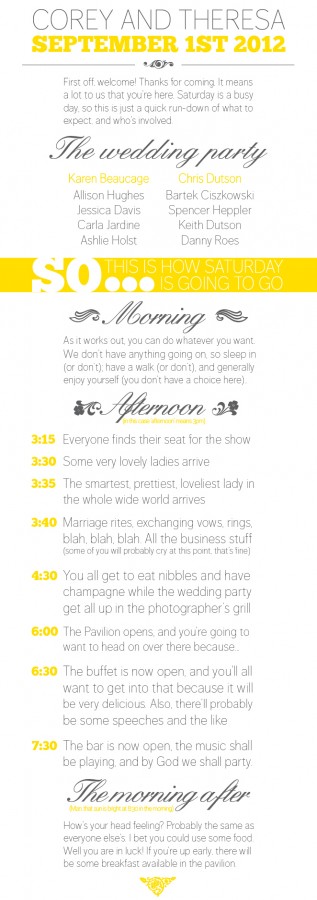 COREY AND THERESA
SEPTEMBER 1ST 2012
First off, welcome! Thanks for coming. It means
a lot to us that you're here. Saturday is a busy
day, so this is just a quick run-down of what to
expect, and who's involved.
The wedding party
Karen Beaucage Chris Dutson
Allison Hughes Bartek Ciszkowski
Jessica Davis Spencer Heppler
Carla Jardine Keith Dutson
Ashlie Holst Danny Roes
SO... THIS IS HOW SATURDAY
IS GOING TO GO
Morning
As it works out, you can do whatever you want.
We don't have anything going on, so sleep in
(or don't); have a walk (or don't), and generally
enjoy yourself (you don't have a choice here).
Afternoon
(in this case afternoon means
3:15 Everyone finds their seat for the show
3:30 Some very lovely ladies arrive
3:35 The smartest, prettiest, loveliest lady in
the whole wide world arrives
3:40 Marriage rites, exchanging vows, rings,
blah, blah, blah. All the business stuff
(some of you will probably cry at this point, that's fine)
4:30 You all get to eat nibbles and have
champagne while the wedding party
get all up in the photographer's grill
6:00 The Pavilion opens, and you're going to
want to head on over there because...
6:30 The buffet is now open, and you'll all
want to get into that because it will
be very delicious. Also, there'll probably
be some speeches and the like
7:30 The bar is now open, the music shall
be playing, and by God we shall party.
The morning after
(Man that sun is bright at in the morning)
How's your head feeling? Probably the same as
everyone else's. I bet you could use some food.
Well you are in luck! If you're up early, there will
be some breakfast available in the pavilion.